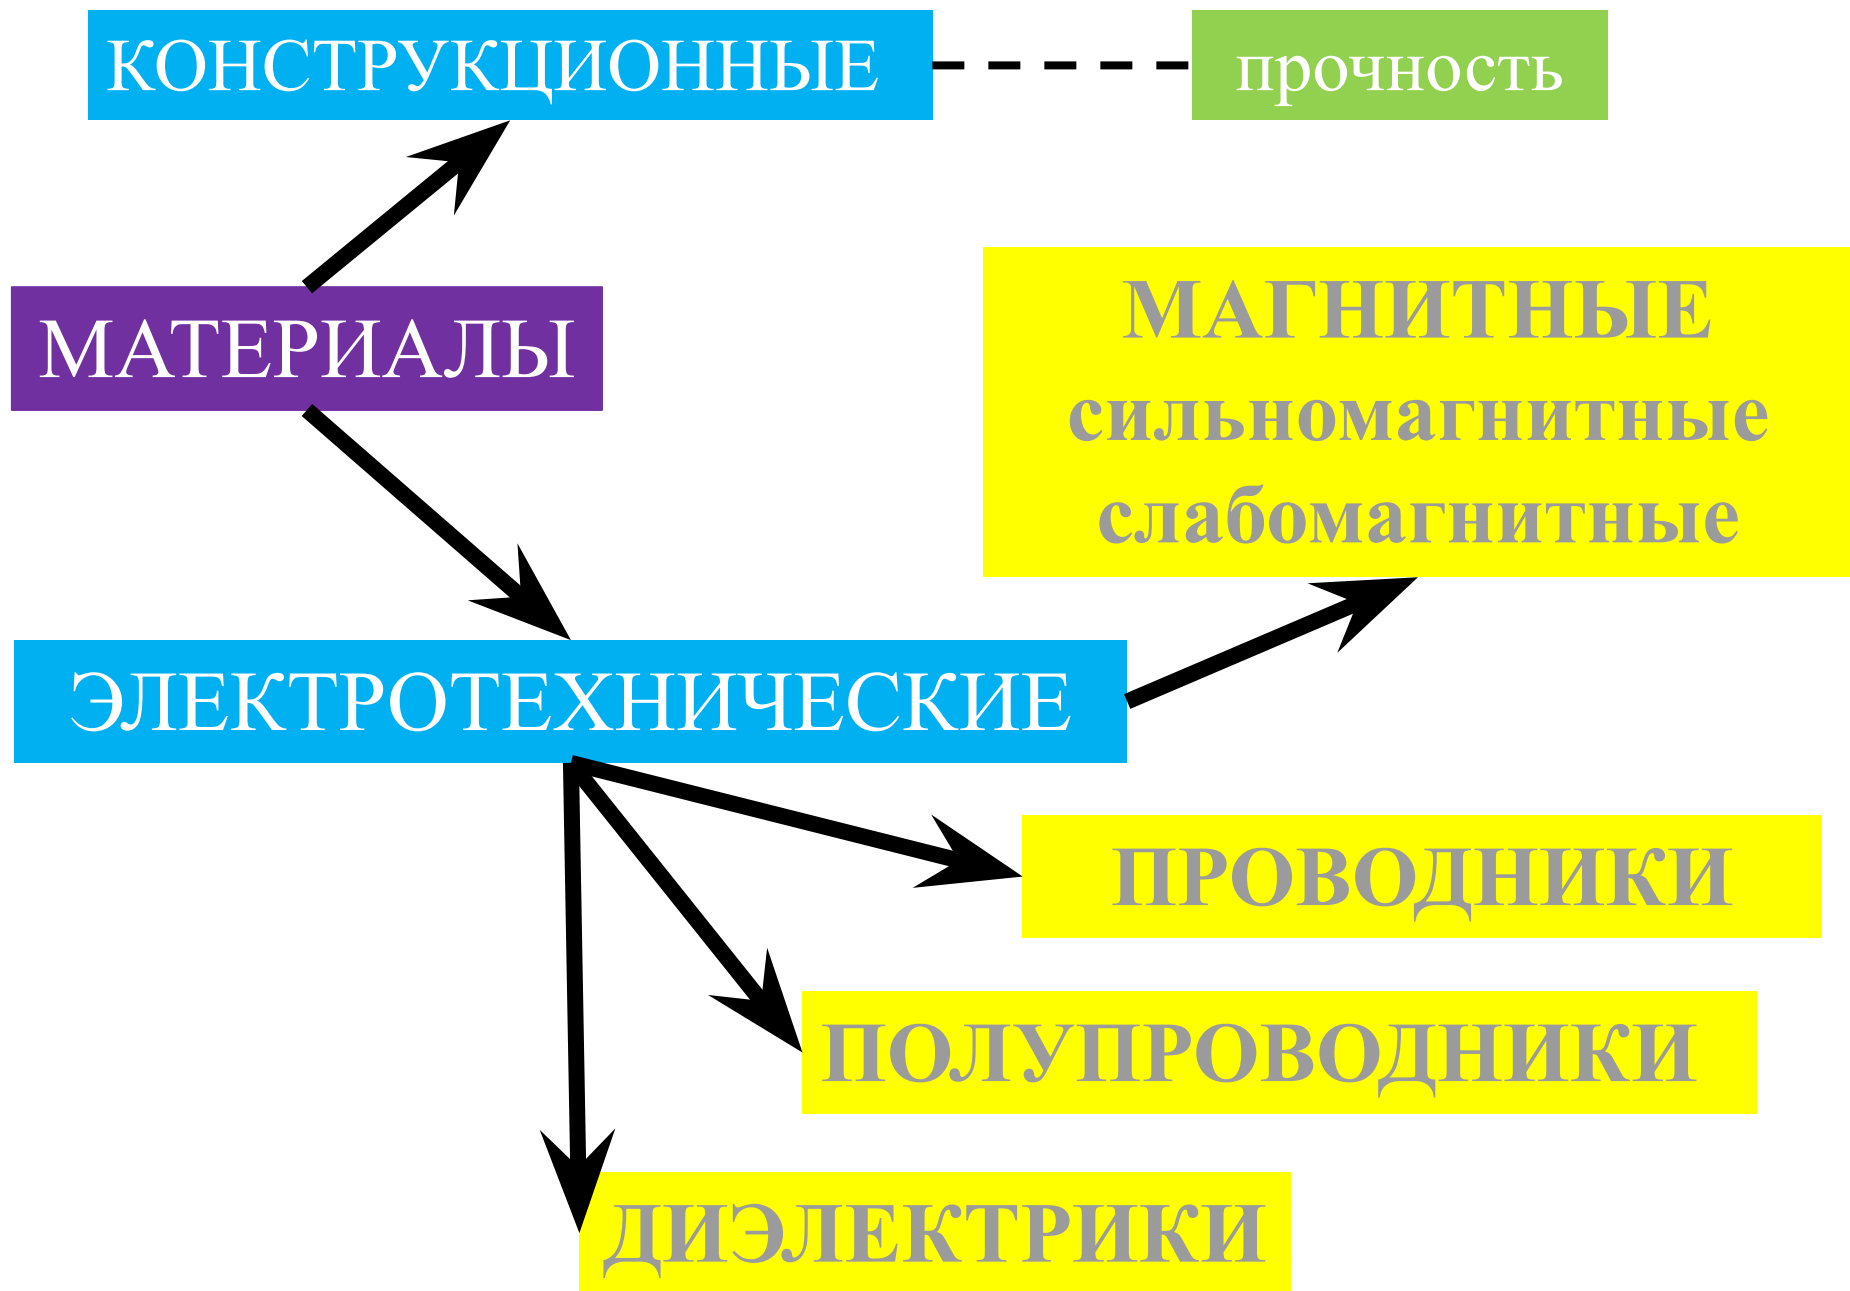 КОНСТРУКЦИОННЫЕ
прочность
МАТЕРИАЛЫ
МАГНИТНЫЕ
сильномагнитные
слабомагнитные
ЭЛЕКТРОТЕХНИЧЕСКИЕ
ПРОВОДНИКИ
ПОЛУПРОВОДНИКИ
ДИЭЛЕКТРИКИ